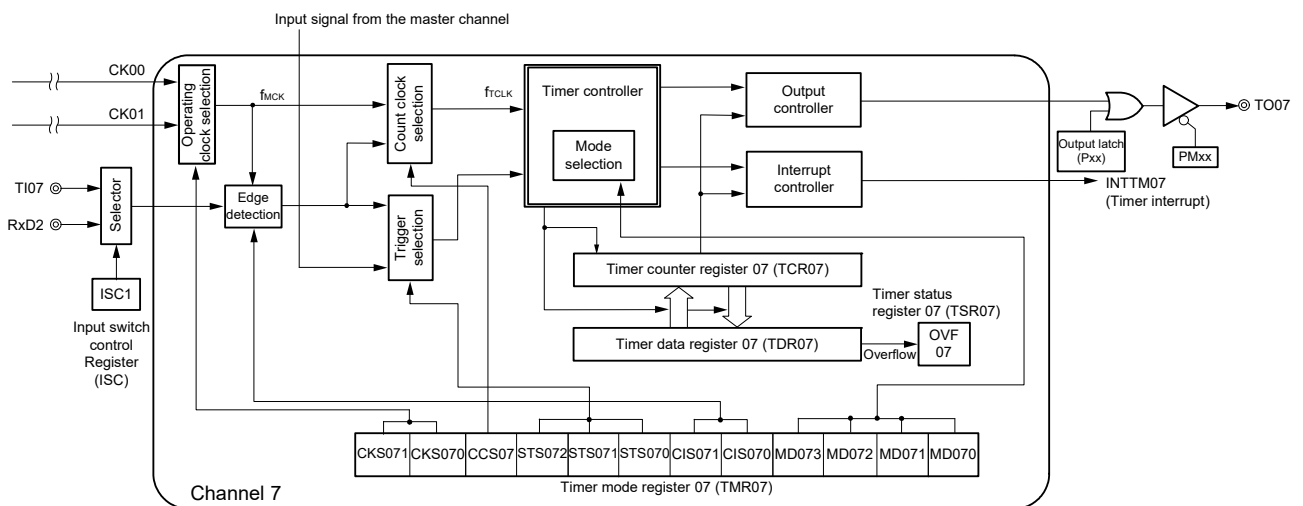 Input signal from the master channel
CK00
CK01
TI07
RxD2
Selector
ISC1
Input switch
control
Register
(ISC)
Operating
clock selection
fMCK
Edge
detection
Count clock
selection
Trigger
selection
fTCLK
Timer controller
Mode
selection
Output
controller
Interrupt
controller
Output latch
(Pxx)
PMxx
TO07
INTTM07
(Timer interrupt)
Timer counter register 07 (TCR07)
Timer status
register 07 (TSR07)
Timer data register 07 (TDR07)
Overflow
OVF
07
CKS071 CKS070 CCS07 STS072 STS071 STS070 CIS071 CIS070 MD073 MD072 MD071 MD070
Timer mode register 07 (TMR07)
Channel 7